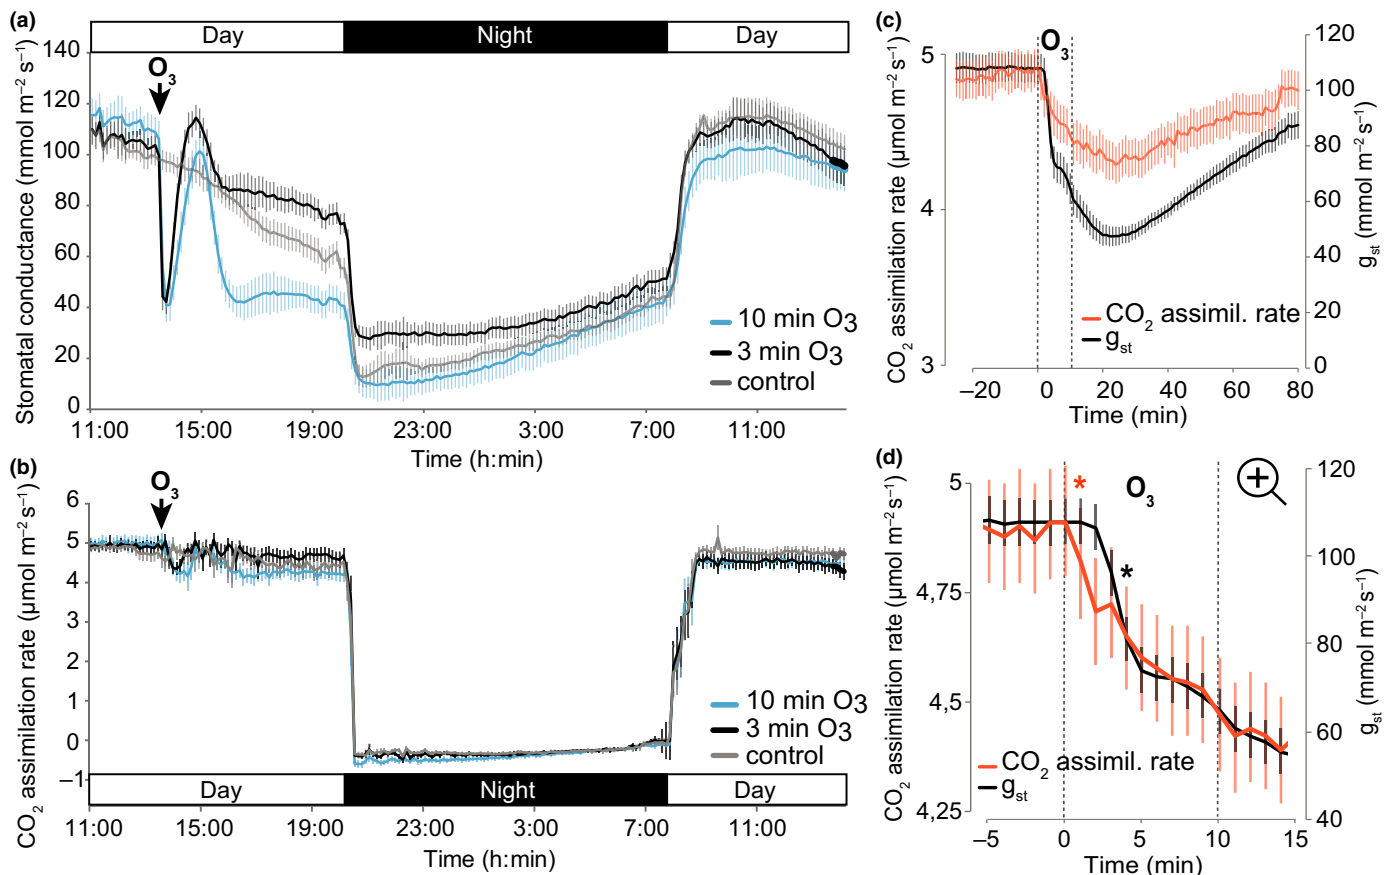 (a)
Day Night Day
Stomatal conductance (mmol m⁻² s⁻¹)
140
120
100
80
60
40
20
0
O₃
10 min O₃
3 min O₃
control
11:00 15:00 19:00 23:00 3:00 7:00 11:00
Time (h:min)
(b)
CO₂ assimilation rate (µmol m⁻² s⁻¹)
6
5
4
3
2
1
0
−1
O₃
10 min O₃
3 min O₃
control
Day Night Day
11:00 15:00 19:00 23:00 3:00 7:00 11:00
Time (h:min)
(c)
CO₂ assimilation rate (µmol m⁻² s⁻¹)
5
4
3
O₃
120
100
80
60
40
20
0
gst (mmol m⁻² s⁻¹)
CO₂ assimil. rate
gst
−20 0 20 40 60 80
Time (min)
(d)
CO₂ assimilation rate (µmol m⁻² s⁻¹)
5
4,75
4,5
4,25
* O₃
*
120
100
80
60
40
gst (mmol m⁻² s⁻¹)
CO₂ assimil. rate
gst
−5 0 5 10 15
Time (min)